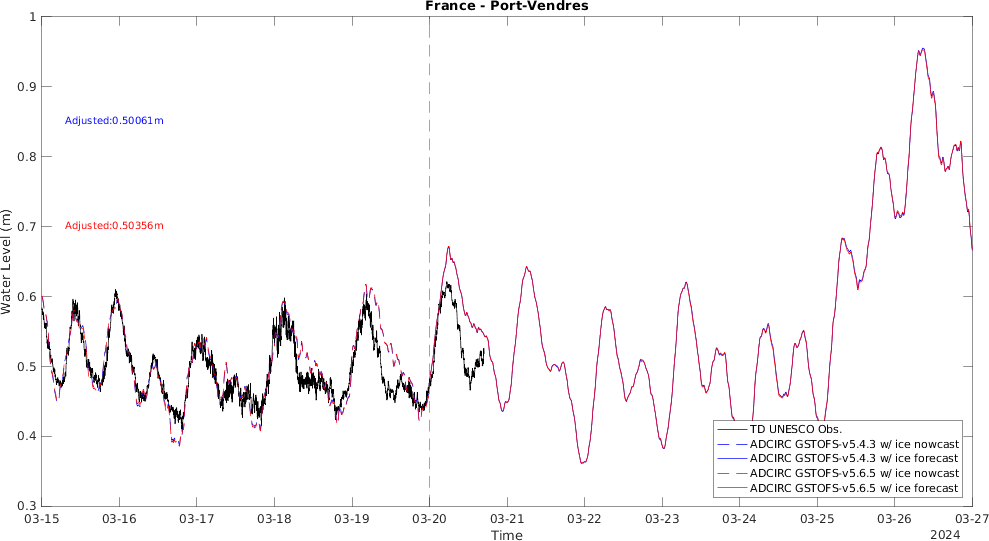 France - Port-Vendres
1
0.9
0.8
0.7
0.6
0.5
0.4
0.3
Water Level (m)
Adjusted:0.50061m
Adjusted:0.50356m
TD UNESCO Obs.
ADCIRC GSTOFS-v5.4.3 w/ ice nowcast
ADCIRC GSTOFS-v5.4.3 w/ ice forecast
ADCIRC GSTOFS-v5.6.5 w/ ice nowcast
ADCIRC GSTOFS-v5.6.5 w/ ice forecast
03-15 03-16 03-17 03-18 03-19 03-20 03-21 03-22 03-23 03-24 03-25 03-26 03-27
Time
2024